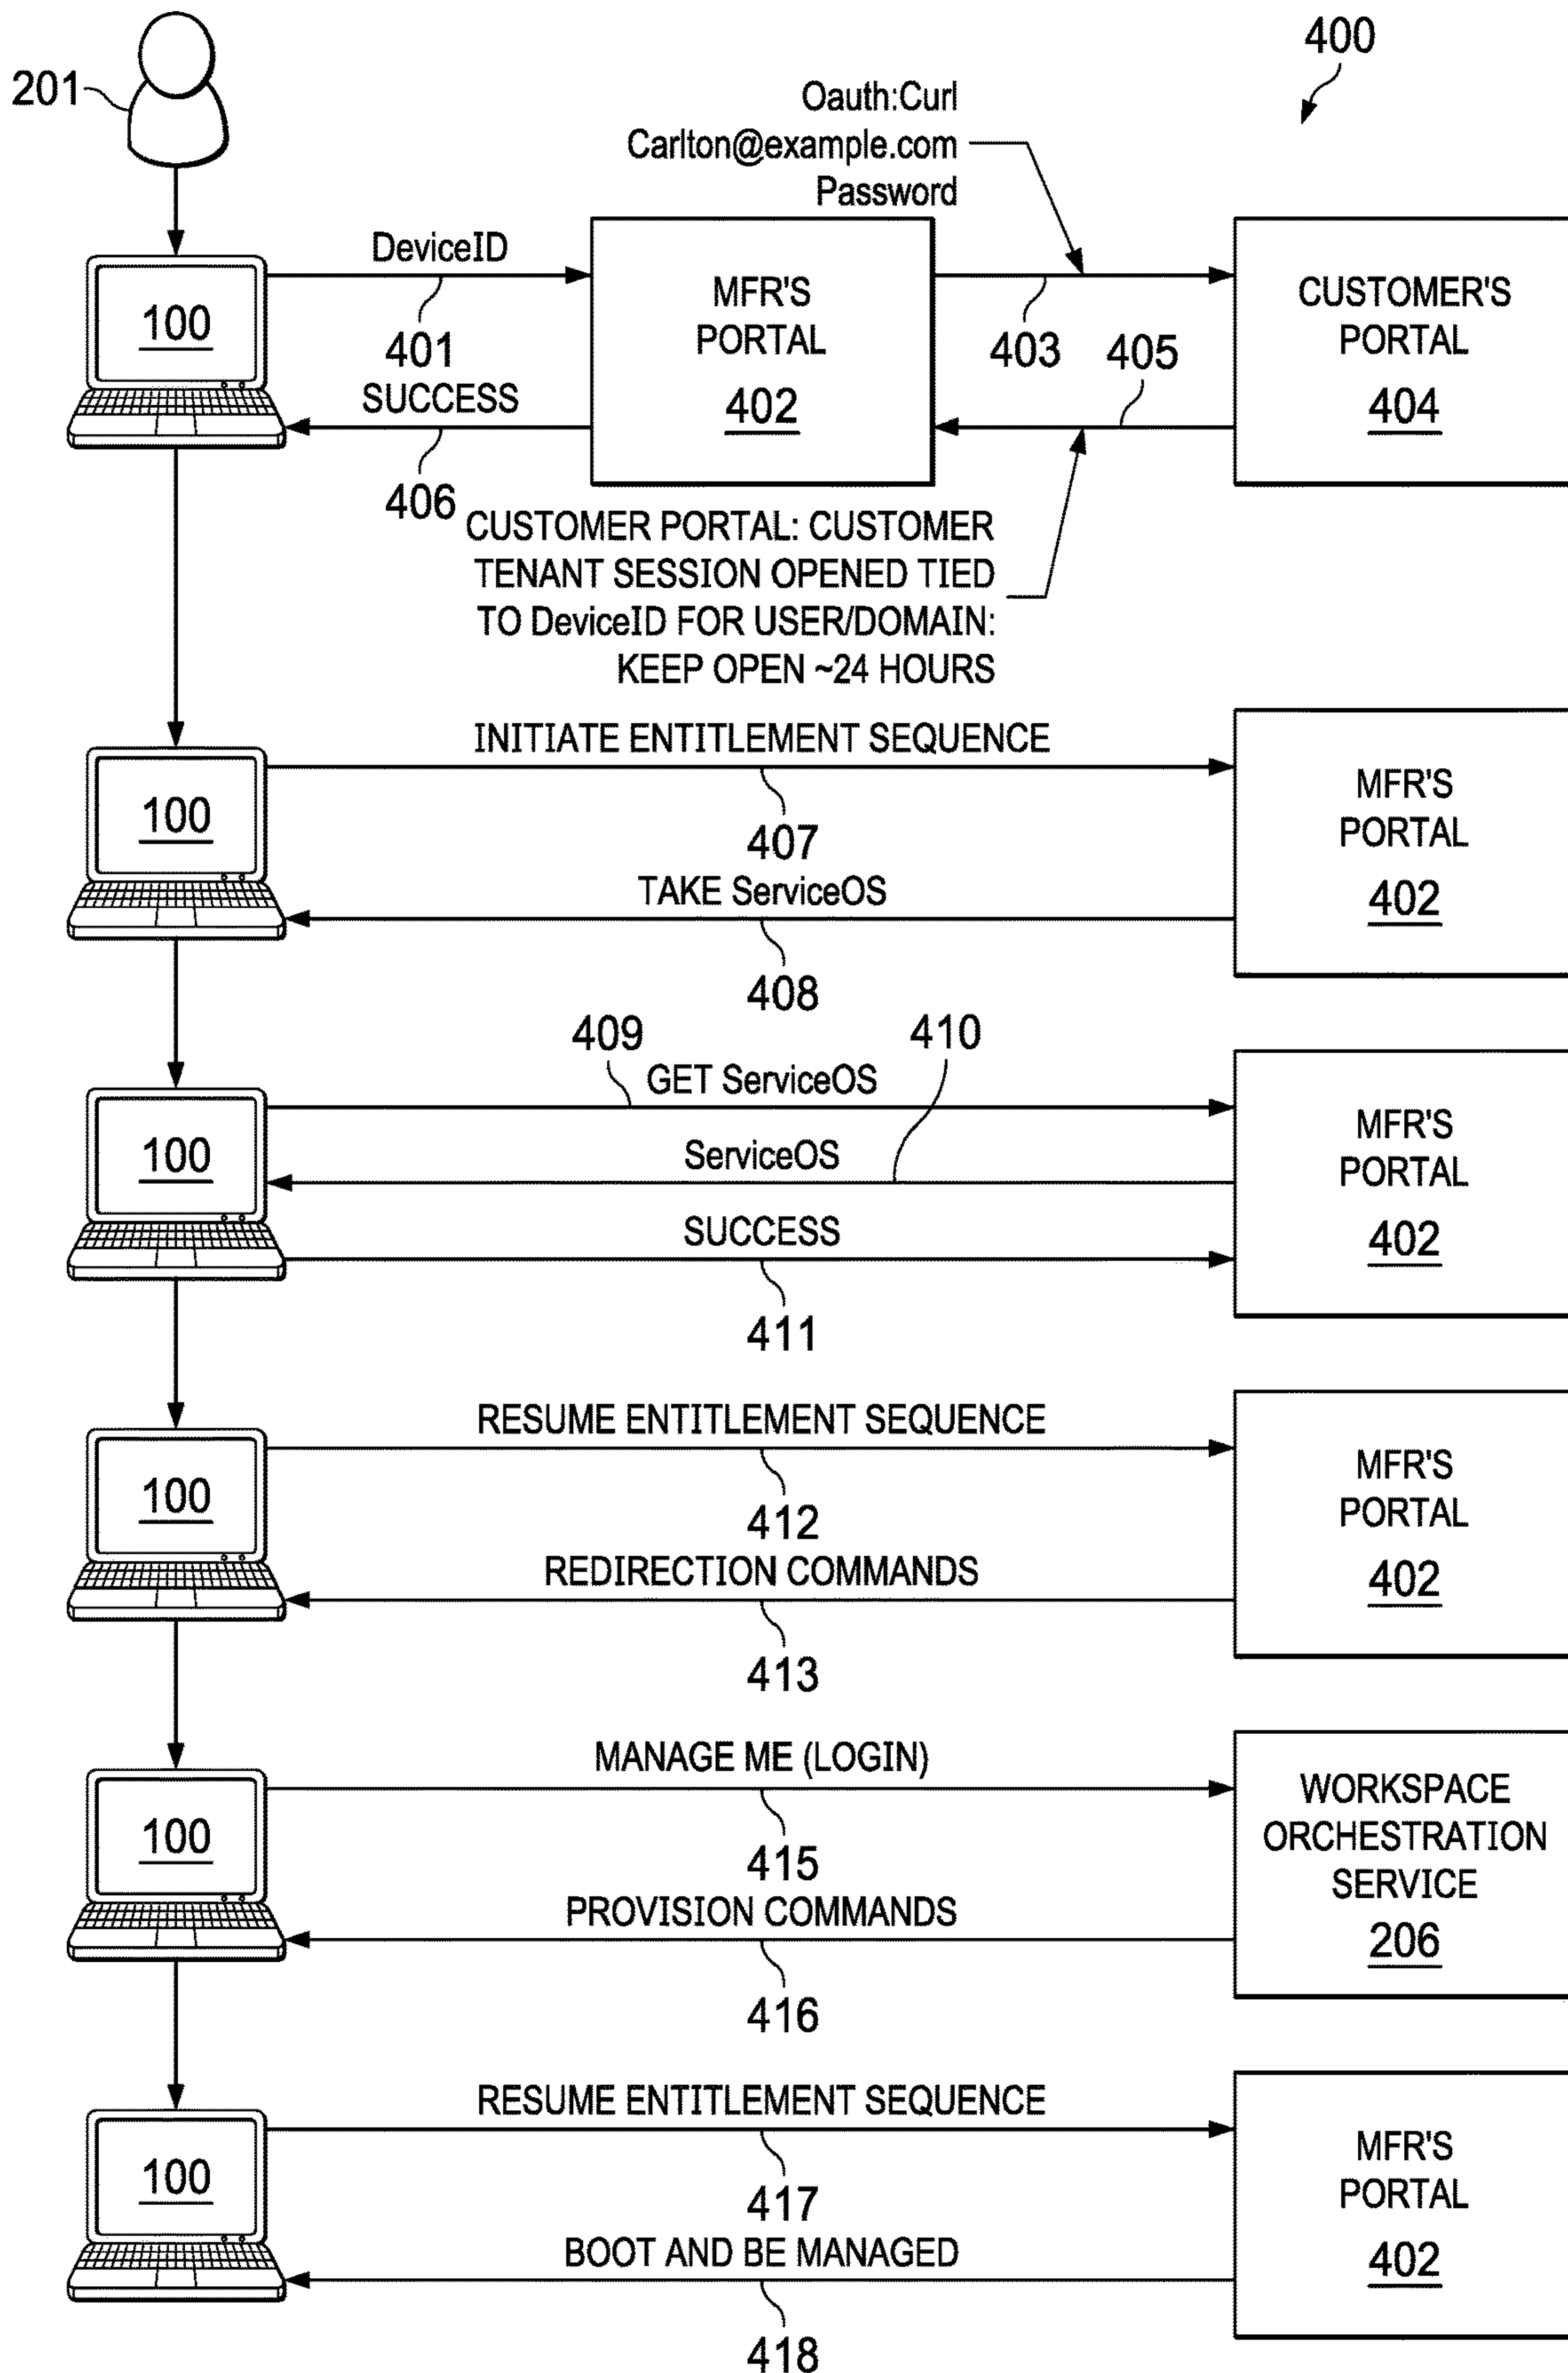 400
201
Oauth:Curl
Carlton@example.com
Password
DeviceID
401
SUCCESS
406
100
MFR'S
PORTAL
402
403
405
CUSTOMER'S
PORTAL
404
CUSTOMER PORTAL: CUSTOMER
TENANT SESSION OPENED TIED
TO DeviceID FOR USER/DOMAIN:
KEEP OPEN ~24 HOURS
INITIATE ENTITLEMENT SEQUENCE
407
100
TAKE ServiceOS
408
MFR'S
PORTAL
402
409
410
GET ServiceOS
100
ServiceOS
SUCCESS
411
MFR'S
PORTAL
402
RESUME ENTITLEMENT SEQUENCE
412
100
REDIRECTION COMMANDS
413
MFR'S
PORTAL
402
MANAGE ME (LOGIN)
415
100
PROVISION COMMANDS
416
WORKSPACE
ORCHESTRATION
SERVICE
206
RESUME ENTITLEMENT SEQUENCE
417
100
BOOT AND BE MANAGED
418
MFR'S
PORTAL
402